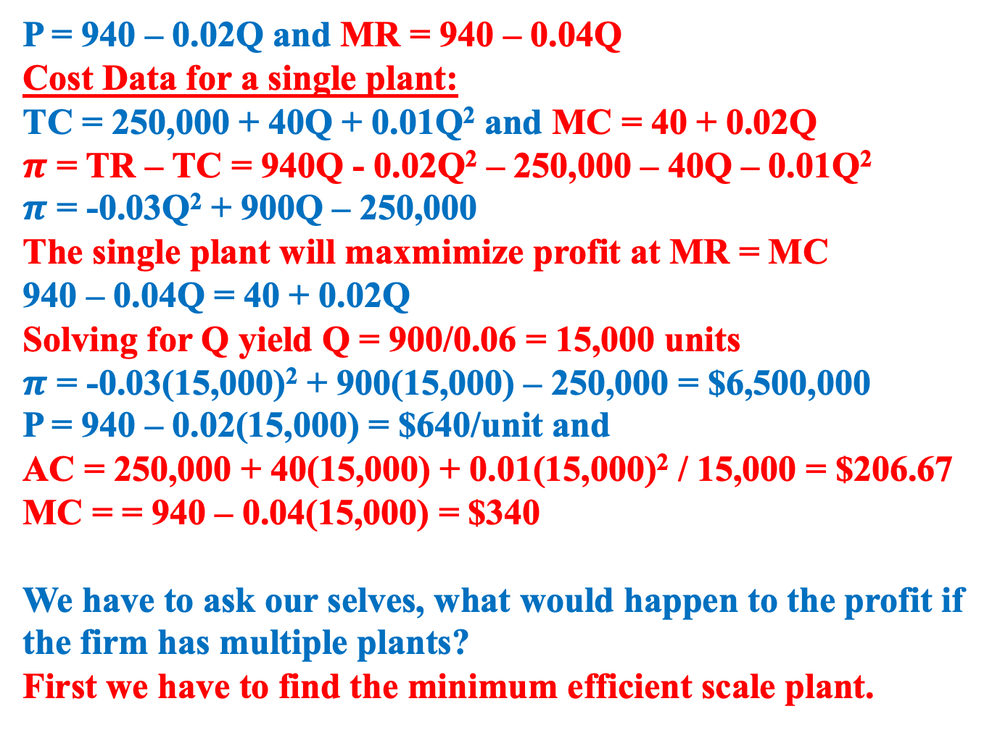 P = 940 – 0.02Q and MR = 940 – 0.04Q
Cost Data for a single plant:
TC = 250,000 + 40Q + 0.01Q² and MC = 40 + 0.02Q
π = TR – TC = 940Q - 0.02Q² – 250,000 – 40Q – 0.01Q²
π = -0.03Q² + 900Q – 250,000
The single plant will maxmimize profit at MR = MC
940 – 0.04Q = 40 + 0.02Q
Solving for Q yield Q = 900/0.06 = 15,000 units
π = -0.03(15,000)² + 900(15,000) – 250,000 = $6,500,000
P = 940 – 0.02(15,000) = $640/unit and
AC = 250,000 + 40(15,000) + 0.01(15,000)² / 15,000 = $206.67
MC = = 940 – 0.04(15,000) = $340
We have to ask our selves, what would happen to the profit if
the firm has multiple plants?
First we have to find the minimum efficient scale plant.